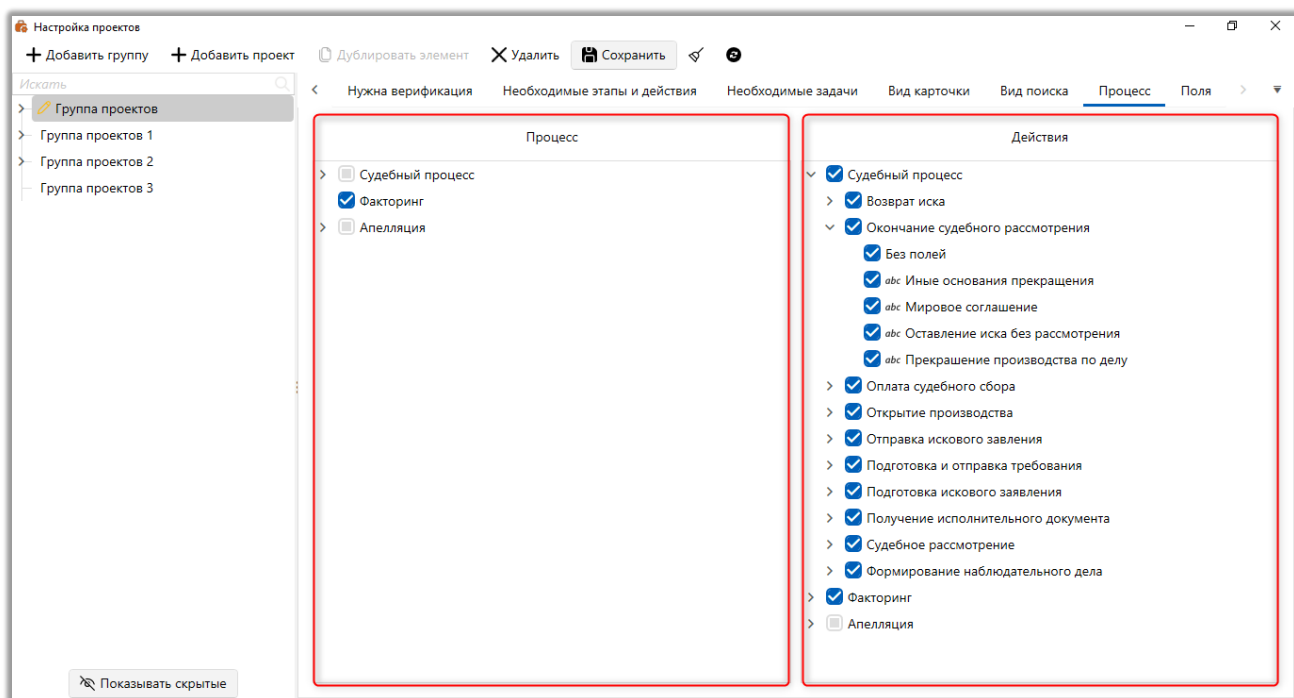 Настройка проектов
Добавить группу Добавить проект Дублировать элемент Удалить Сохранить
Искать
Нужна верификация Необходимые этапы и действия Необходимые задачи Вид карточки Вид поиска Процесс Поля
Группа проектов
Группа проектов 1
Группа проектов 2
Группа проектов 3
Показывать скрытые
Процесс
Судебный процесс
Факторинг
Апелляция
Действия
Судебный процесс
Возврат иска
Окончание судебного рассмотрения
Без полей
abc Иные основания прекращения
abc Мировое соглашение
abc Оставление иска без рассмотрения
abc Прекрашение производства по делу
Оплата судебного сбора
Открытие производства
Отправка искового завления
Подготовка и отправка требования
Подготовка искового заявления
Получение исполнительного документа
Судебное рассмотрение
Формирование наблюдательного дела
Факторинг
Апелляция